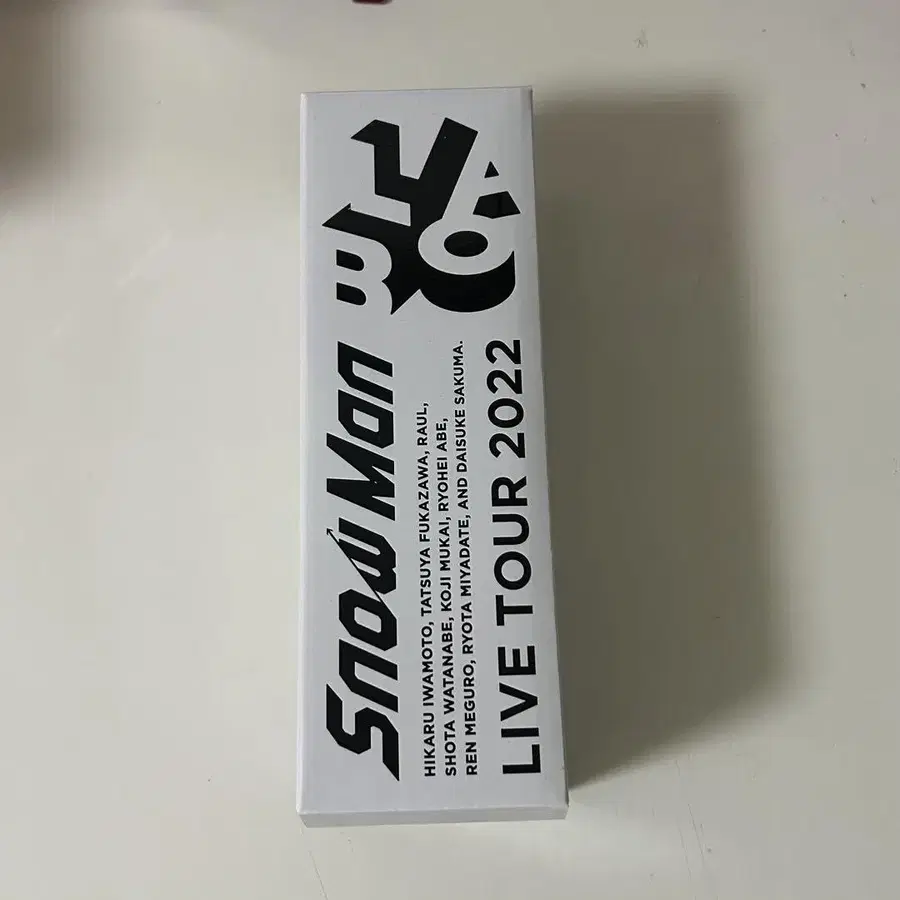 Snow Man
HIKARU IWAMOTO, TATSUYA FUKAZAWA, RAUL,
SHOTA WATANABE, KOJI MUKAI, RYOHEI ABE,
REN MEGURO, RYOTA MIYADATE, AND DAISUKE SAKUMA.
LIVE TOUR 2022